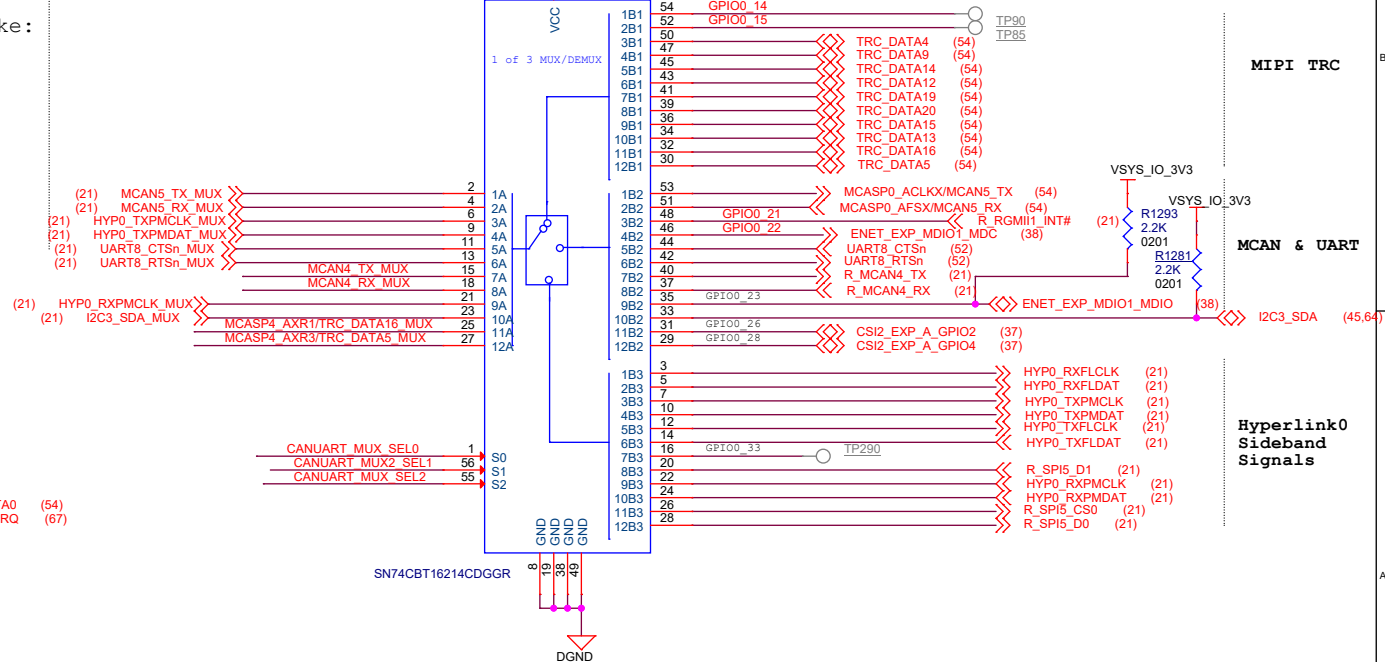 ke:
VCC
1 of 3 MUX/DEMUX
1B1 54 GPIO0_14 TP90
2B1 52 GPIO0_15 TP85
3B1 50 TRC_DATA4 (54)
4B1 47 TRC_DATA9 (54)
5B1 45 TRC_DATA14 (54)
6B1 43 TRC_DATA12 (54)
7B1 41 TRC_DATA19 (54)
8B1 39 TRC_DATA20 (54)
9B1 36 TRC_DATA15 (54)
10B1 34 TRC_DATA13 (54)
11B1 32 TRC_DATA16 (54)
12B1 30 TRC_DATA5 (54)
MIPI TRC
B
(21) MCAN5_TX_MUX 2 1A
(21) MCAN5_RX_MUX 4 2A
(21) HYP0_TXPMCLK_MUX 6 3A
(21) HYP0_TXPMDAT_MUX 9 4A
(21) UART8_CTSn_MUX 11 5A
(21) UART8_RTSn_MUX 13 6A
MCAN4_TX_MUX 15 7A
MCAN4_RX_MUX 18 8A
(21) HYP0_RXPMCLK_MUX 21 9A
(21) I2C3_SDA_MUX 23 10A
MCASP4_AXR1/TRC_DATA16_MUX 25 11A
MCASP4_AXR3/TRC_DATA5_MUX 27 12A
1B2 53 MCASP0_ACLKX/MCAN5_TX (54)
2B2 51 MCASP0_AFSX/MCAN5_RX (54)
3B2 48 GPIO0_21 R_RGMII1_INT# (21)
4B2 46 GPIO0_22 ENET_EXP_MDIO1_MDC (38)
5B2 44 UART8_CTSn (52)
6B2 42 UART8_RTSn (52)
7B2 40 R_MCAN4_TX (21)
8B2 37 R_MCAN4_RX (21)
9B2 35 GPIO0_23 ENET_EXP_MDIO1_MDIO (38)
10B2 33 I2C3_SDA (45,64)
11B2 31 GPIO0_26 CSI2_EXP_A_GPIO2 (37)
12B2 29 GPIO0_28 CSI2_EXP_A_GPIO4 (37)
VSYS_IO_3V3
VSYS_IO_3V3
R1293
2.2K
0201
R1281
2.2K
0201
MCAN & UART
1B3 3 HYP0_RXFLCLK (21)
2B3 5 HYP0_RXFLDAT (21)
3B3 7 HYP0_TXPMCLK (21)
4B3 10 HYP0_TXPMDAT (21)
5B3 12 HYP0_TXFLCLK (21)
6B3 14 HYP0_TXFLDAT (21)
7B3 16 GPIO0_33 TP290
8B3 20 R_SPI5_D1 (21)
9B3 22 HYP0_RXPMCLK (21)
10B3 24 HYP0_RXPMDAT (21)
11B3 26 R_SPI5_CS0 (21)
12B3 28 R_SPI5_D0 (21)
Hyperlink0
Sideband
Signals
CANUART_MUX_SEL0 1 S0
CANUART_MUX2_SEL1 56 S1
CANUART_MUX_SEL2 55 S2
TA0 (54)
RQ (67)
GND GND GND GND
8 19 38 49
SN74CBT16214CDGGR
DGND
A